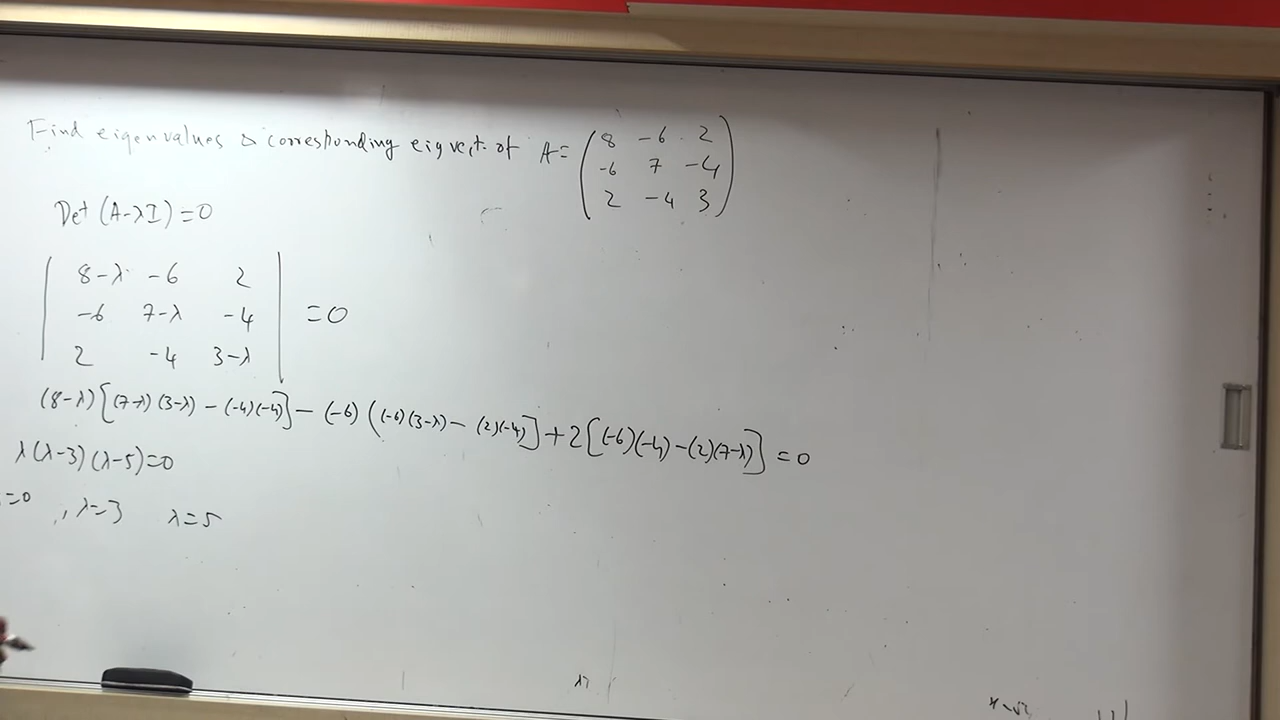 Find eigenvalues & corresponding eigvect. of A = ( 8 -6 2
-6 7 -4
2 -4 3 )
Det (A-λI)=0
| 8-λ -6 2
-6 7-λ -4 | =0
2 -4 3-λ
(8-λ)[(7-λ)(3-λ) - (-4)(-4)] - (-6) ((-6)(3-λ) - (2)(-4)] + 2[(-6)(-4) - (2)(7-λ)] = 0
λ(λ-3)(λ-5)=0
=0 , λ=3 λ=5